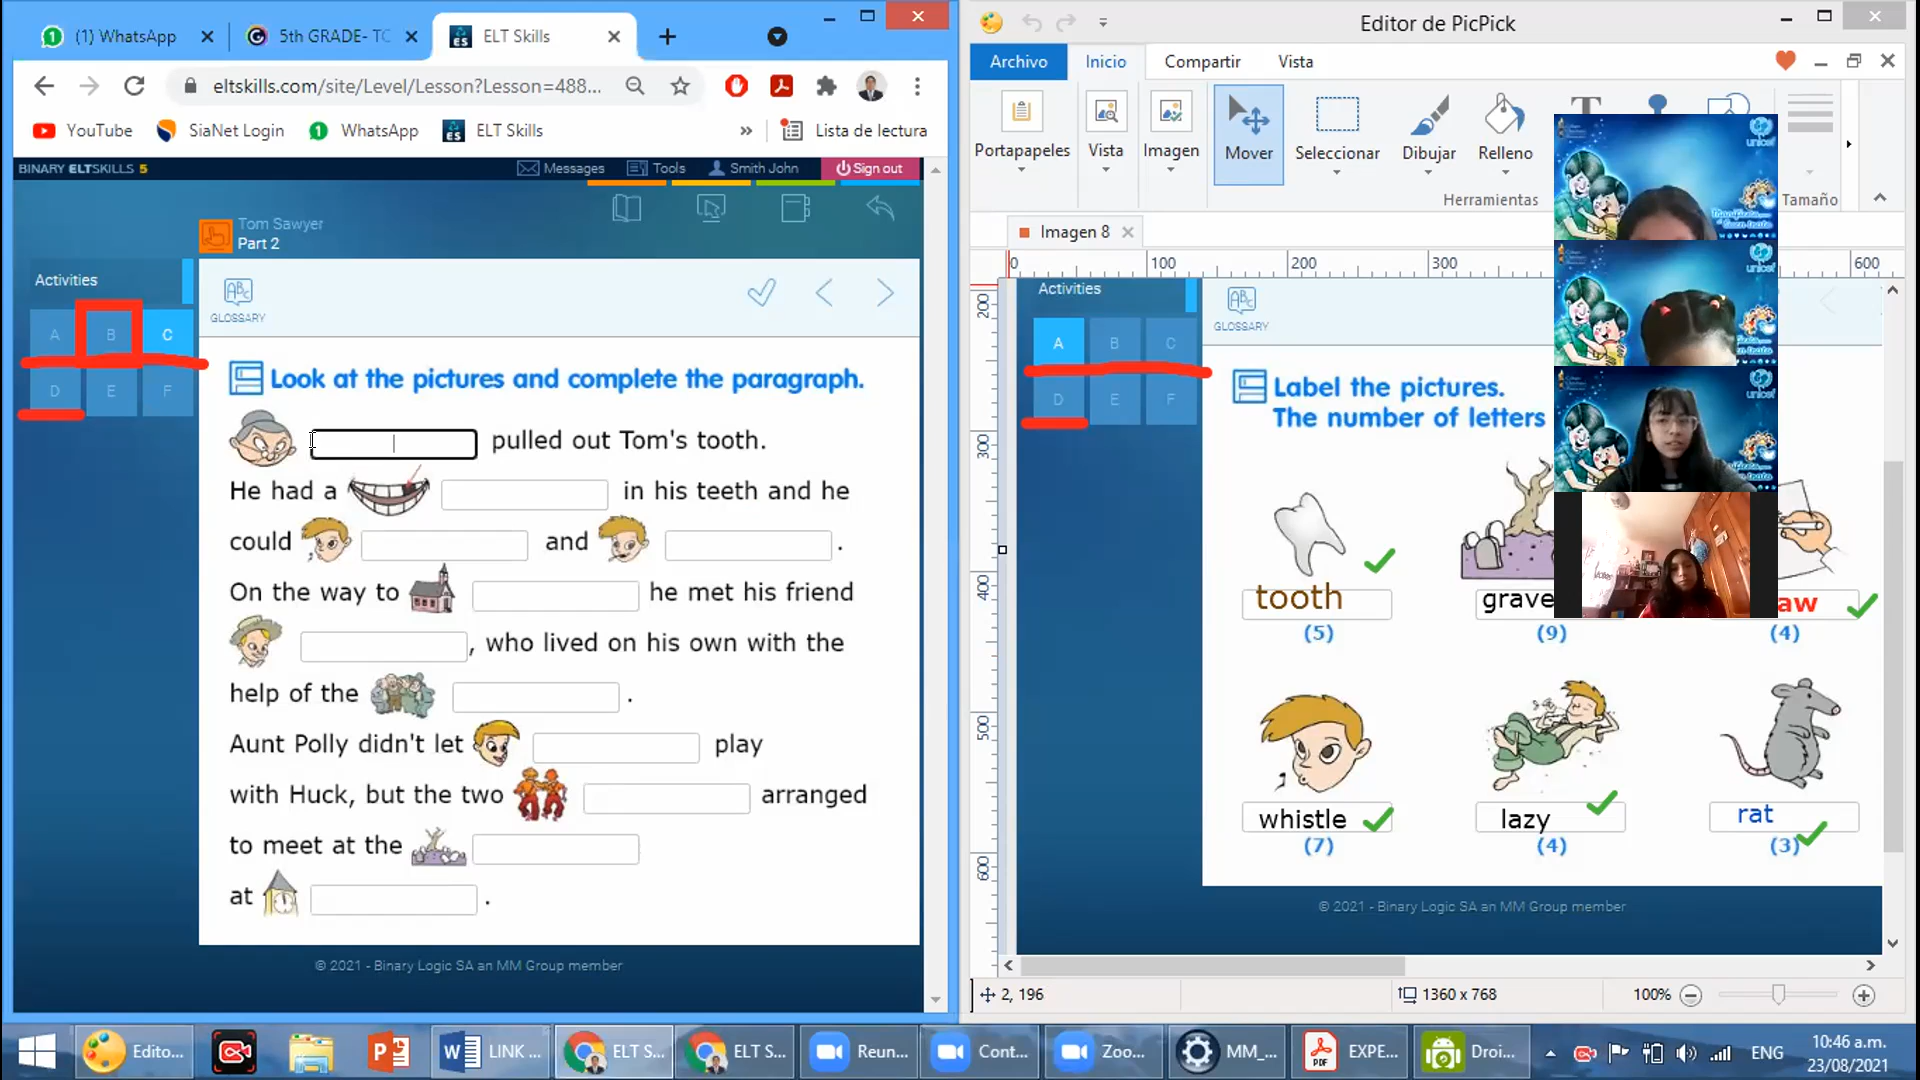 (1) WhatsApp
5th GRADE- TC
ELT Skills
eltskills.com/site/Level/Lesson?Lesson=488...
YouTube
SiaNet Login
WhatsApp
ELT Skills
»
Lista de lectura
BINARY ELTSKILLS 5
Messages
Tools
Smith John
Sign out
Tom Sawyer
Part 2
Activities
A B C
D E F
GLOSSARY
Look at the pictures and complete the paragraph.
pulled out Tom's tooth.
He had a in his teeth and he
could and .
On the way to he met his friend
, who lived on his own with the
help of the .
Aunt Polly didn't let play
with Huck, but the two arranged
to meet at the
at .
© 2021 - Binary Logic SA an MM Group member
Editor de PicPick
Archivo
Inicio
Compartir
Vista
Portapapeles
Vista
Imagen
Mover
Seleccionar
Dibujar
Relleno
Herramientas
Tamaño
Imagen 8
0 100 200 300 600
200
300
400
500
600
Activities
A B C
D E F
GLOSSARY
Label the pictures.
The number of letters
tooth
(5)
grave
(9)
aw
(4)
whistle
(7)
lazy
(4)
rat
(3)
unicef
unicef
unicef
© 2021 - Binary Logic SA an MM Group member
2, 196
1360 x 768
100%
Edito...
LINK ...
ELT S...
ELT S...
Reun...
Cont...
Zoo...
MM_...
EXPE...
Droi...
ENG
10:46 a.m.
23/08/2021